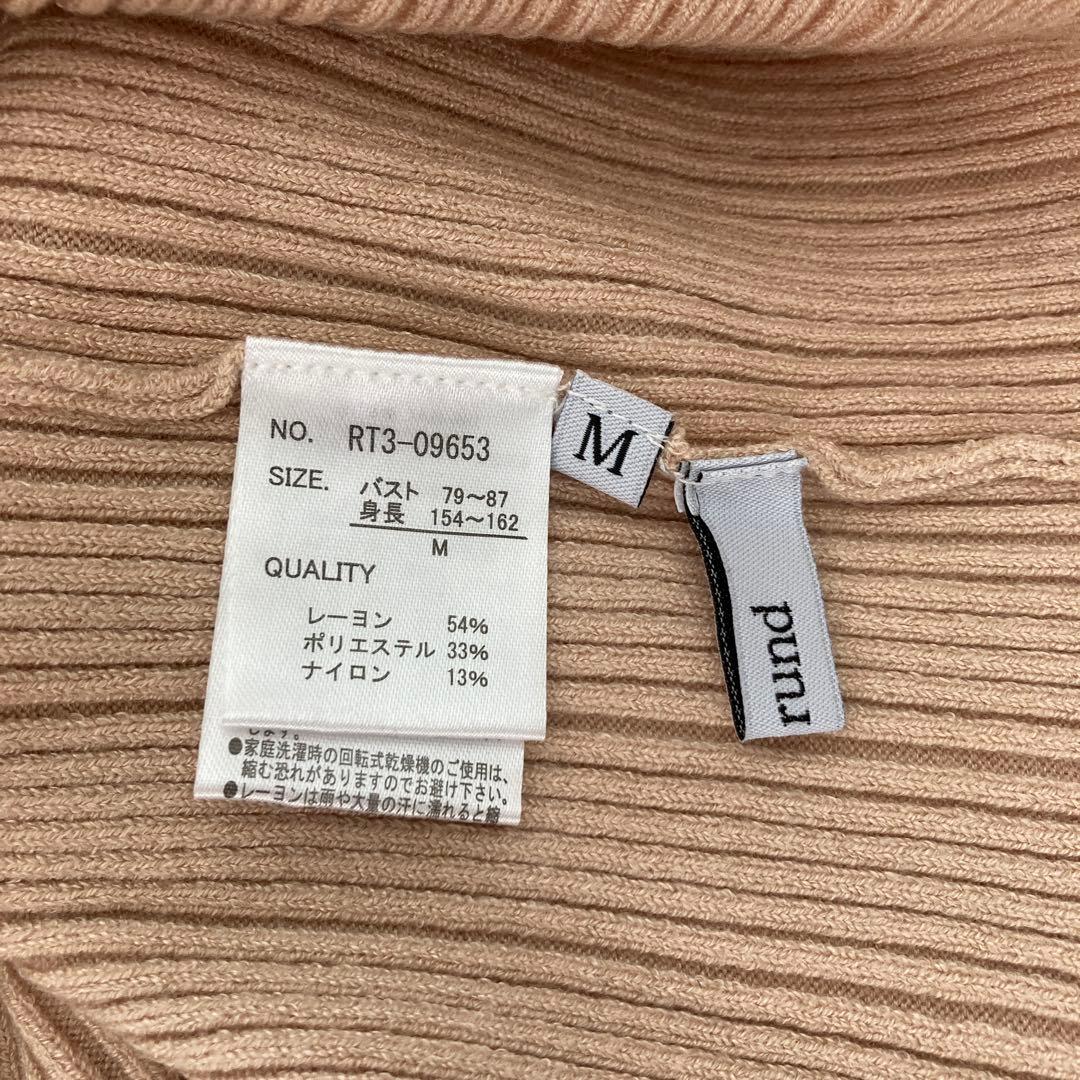 NO. RT3-09653
SIZE. バスト 79〜87
身長 154〜162
M
QUALITY
レーヨン 54%
ポリエステル 33%
ナイロン 13%
します。
●家庭洗濯時の回転式乾燥機のご使用は、
縮む恐れがありますのでお避け下さい。
●レーヨンは雨や大量の汗に濡れると縮
M
rund